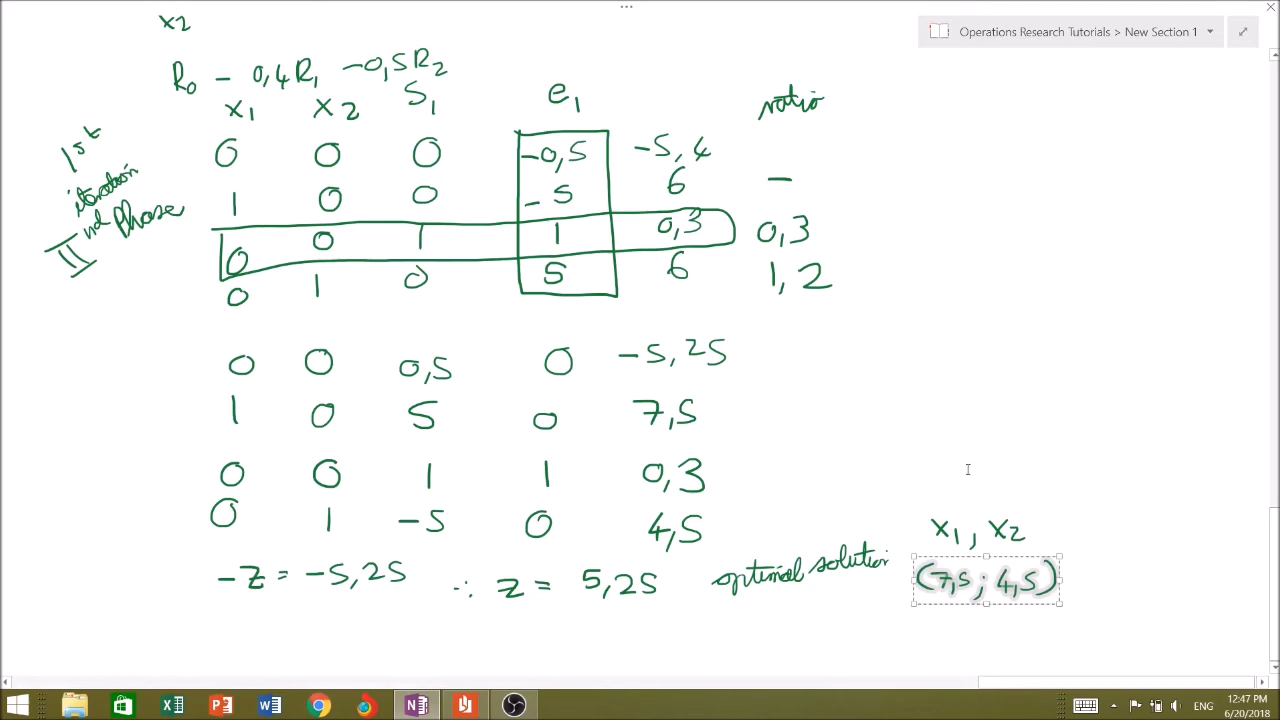 x2
Operations Research Tutorials > New Section 1
R0 - 0,4R1 -0,5R2
x1 x2 S1 e1 ratio
1st iteration IInd Phase
0 0 0 -0,5 -5,4
1 0 0 -5 6 -
0 0 1 1 0,3 0,3
0 1 0 5 6 1,2
0 0 0,5 0 -5,25
1 0 5 0 7,5
0 0 1 1 0,3
0 1 -5 0 4,5
x1, x2
-Z = -5,25 ∴ Z = 5,25 optimal solution (7,5; 4,5)
ENG
12:47 PM
6/20/2018